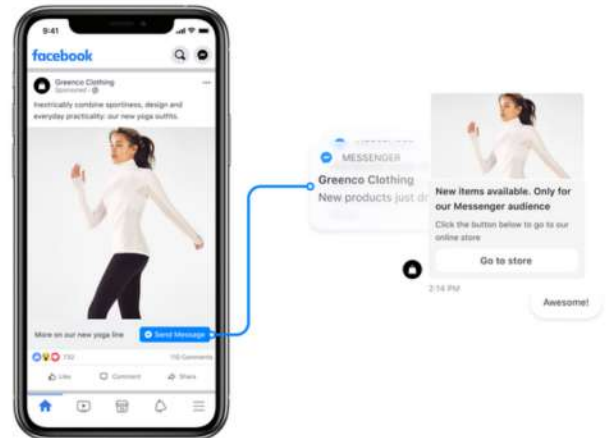 9:41
facebook
Greenco Clothing
Sponsored ·
Inextricably combine sportiness, design and
everyday practicality: our new yoga outfits.
More on our new yoga line
Send Message
732
110 Comments
Like
Comment
Share
MESSENGER
Greenco Clothing
New products just dr
New items available. Only for
our Messenger audience
Click the button below to go to our
online store
Go to store
2:14 PM
Awesome!